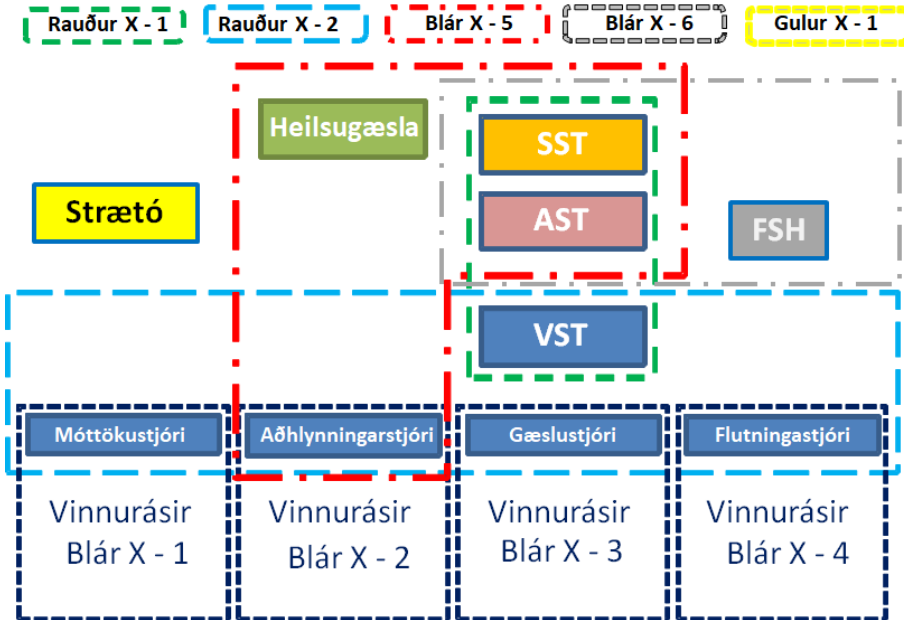 Rauður X - 1
Rauður X - 2
Blár X - 5
Blár X - 6
Gulur X - 1
Heilsugæsla
SST
Strætó
AST
FSH
VST
Móttökustjóri
Aðhlynningarstjóri
Gæslustjóri
Flutningastjóri
Vinnurásir
Blár X - 1
Vinnurásir
Blár X - 2
Vinnurásir
Blár X - 3
Vinnurásir
Blár X - 4